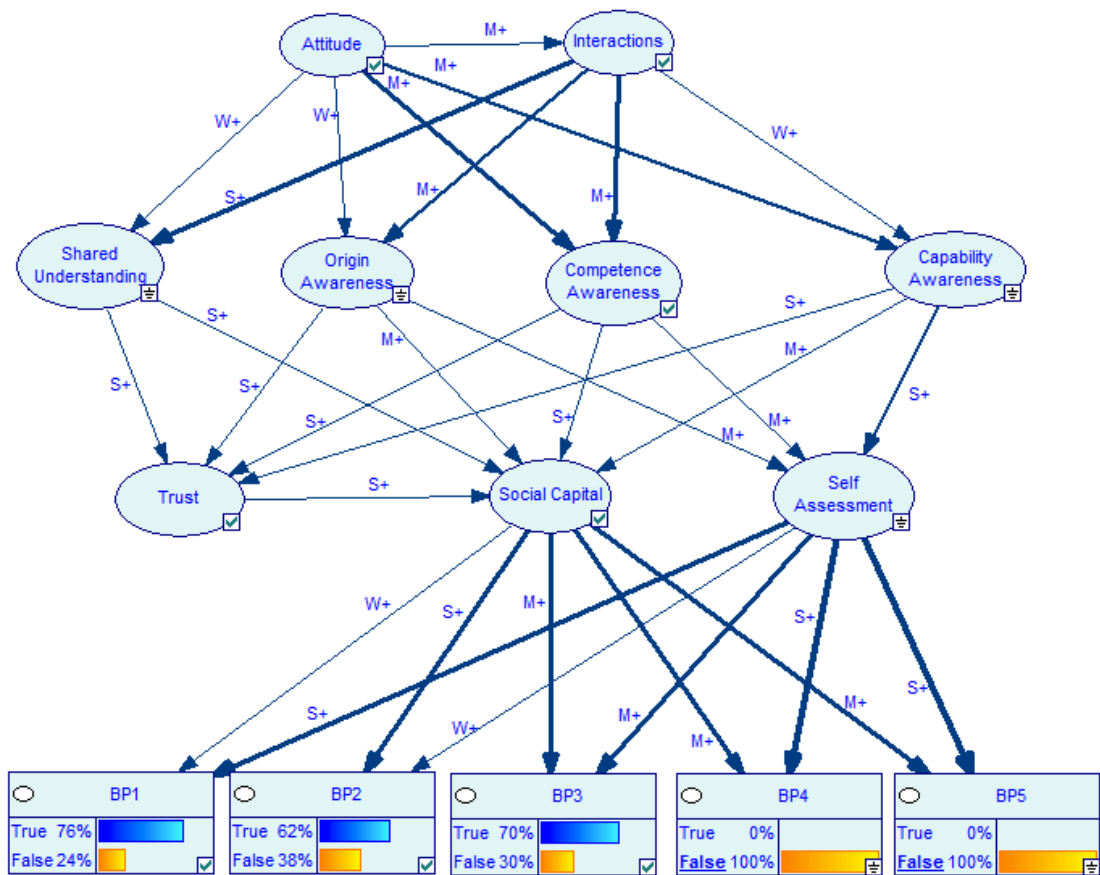 Attitude
M+
Interactions
M+
W+
W+
M+
W+
S+
M+
M+
Shared
Understanding
Origin
Awareness
Competence
Awareness
Capability
Awareness
S+
S+
M+
M+
S+
S+
S+
S+
S+
M+
M+
Trust
S+
Social Capital
Self
Assessment
W+
S+
M+
S+
S+
S+
M+
W+
M+
M+
BP1
True 76%
False 24%
BP2
True 62%
False 38%
BP3
True 70%
False 30%
BP4
True 0%
False 100%
BP5
True 0%
False 100%